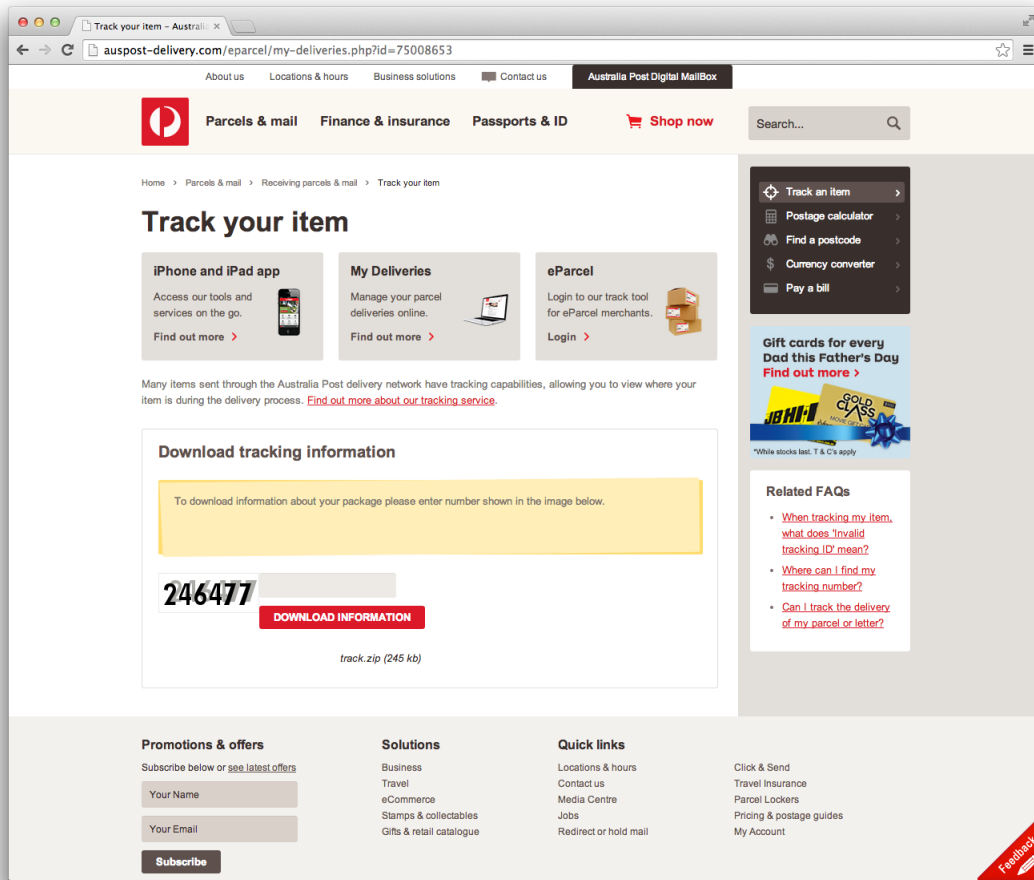 Track your item – Australia
auspost-delivery.com/eparcel/my-deliveries.php?id=75008653
About us Locations & hours Business solutions Contact us Australia Post Digital MailBox
Parcels & mail Finance & insurance Passports & ID Shop now Search...
Home > Parcels & mail > Receiving parcels & mail > Track your item
Track your item
iPhone and iPad app
Access our tools and
services on the go.
Find out more >
My Deliveries
Manage your parcel
deliveries online.
Find out more >
eParcel
Login to our track tool
for eParcel merchants.
Login >
Many items sent through the Australia Post delivery network have tracking capabilities, allowing you to view where your
item is during the delivery process. Find out more about our tracking service.
Download tracking information
To download information about your package please enter number shown in the image below.
246477
DOWNLOAD INFORMATION
track.zip (245 kb)
Track an item
Postage calculator
Find a postcode
Currency converter
Pay a bill
Gift cards for every
Dad this Father's Day
Find out more >
JB HI-FI
GOLD
CLASS
*While stocks last. T & C's apply
Related FAQs
When tracking my item,
what does 'Invalid
tracking ID' mean?
Where can I find my
tracking number?
Can I track the delivery
of my parcel or letter?
Promotions & offers
Subscribe below or see latest offers
Your Name
Your Email
Subscribe
Solutions
Business
Travel
eCommerce
Stamps & collectables
Gifts & retail catalogue
Quick links
Locations & hours
Contact us
Media Centre
Jobs
Redirect or hold mail
Click & Send
Travel Insurance
Parcel Lockers
Pricing & postage guides
My Account
Feedback